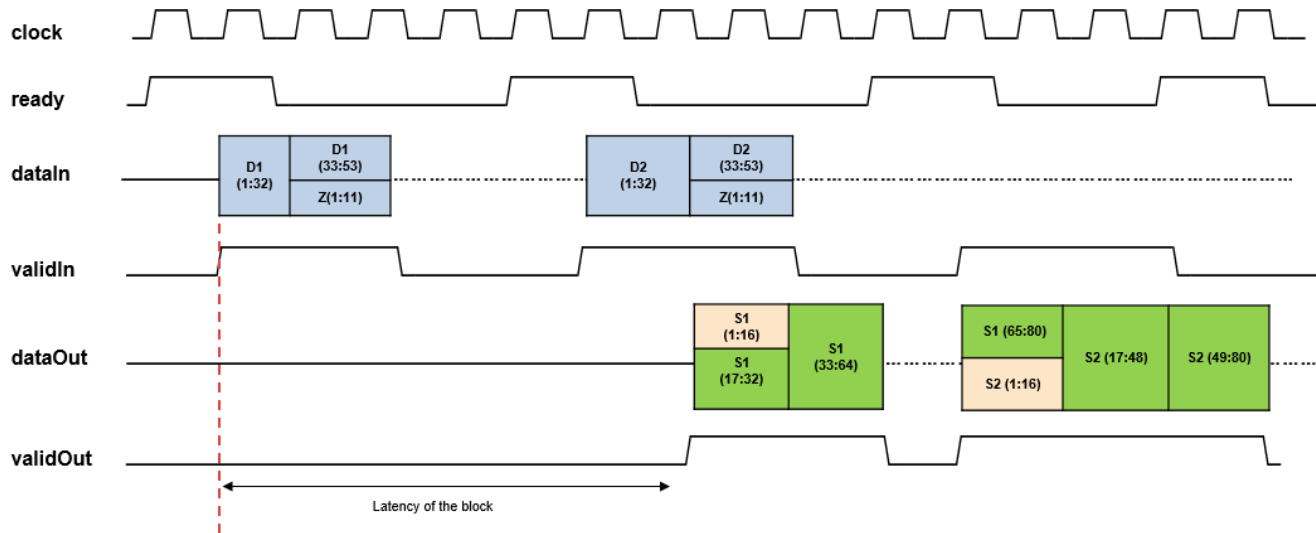 clock
ready
dataIn
D1
(1:32)
D1
(33:53)
Z(1:11)
D2
(1:32)
D2
(33:53)
Z(1:11)
validIn
dataOut
S1
(1:16)
S1
(17:32)
S1
(33:64)
S1 (65:80)
S2 (1:16)
S2 (17:48)
S2 (49:80)
validOut
Latency of the block